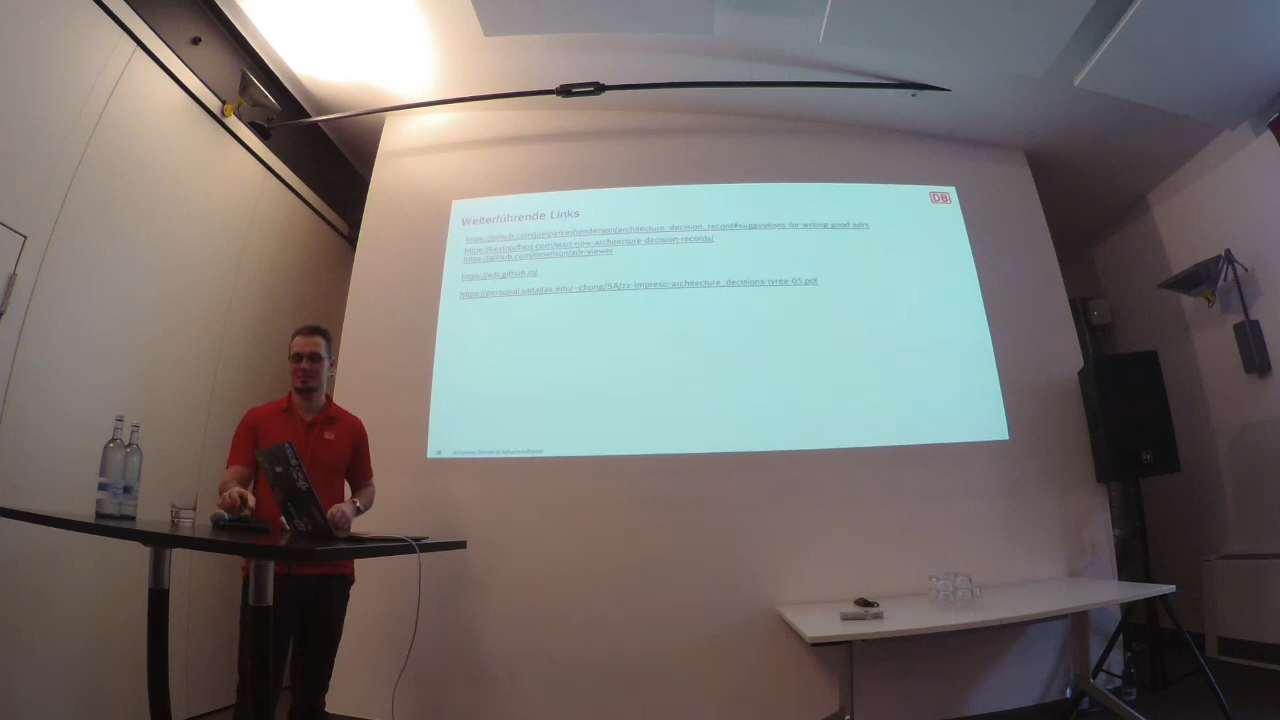 Weiterführende Links
DB
https://github.com/joelparkerhenderson/architecture_decision_record#suggestions-for-writing-good-adrs
https://kevinjalbert.com/start-now-architecture-decision-records/
https://github.com/mrwilson/adr-viewer
https://adr.github.io/
https://personal.utdallas.edu/~chung/SA/zz-impreso-architecture_decisions-tyree-05.pdf